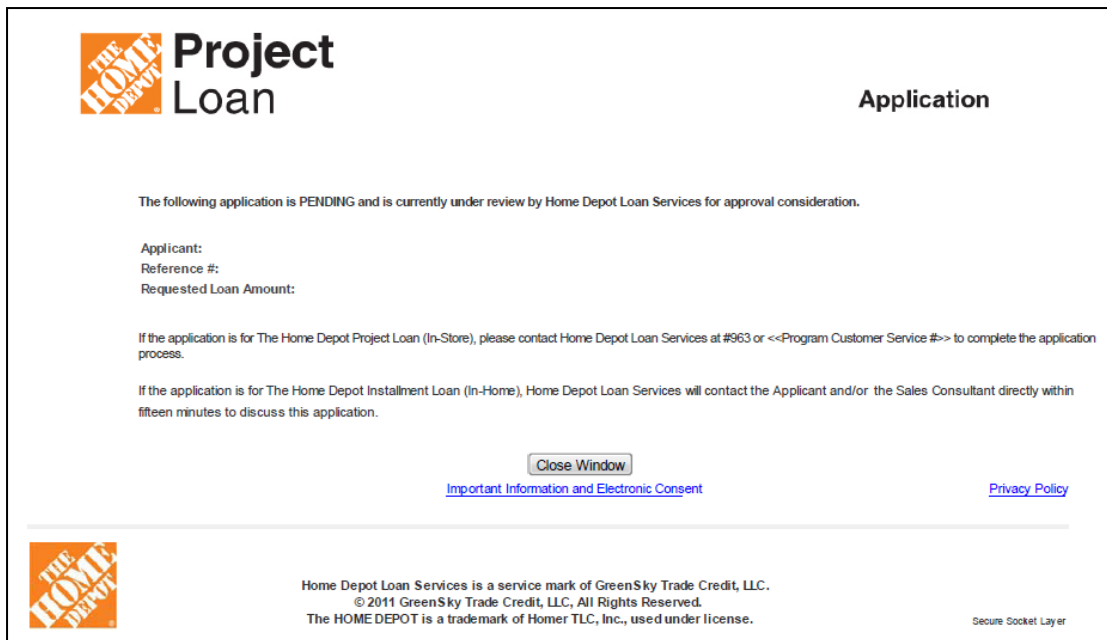 THE
HOME
DEPOT
Project
Loan
Application
The following application is PENDING and is currently under review by Home Depot Loan Services for approval consideration.
Applicant:
Reference #:
Requested Loan Amount:
If the application is for The Home Depot Project Loan (In-Store), please contact Home Depot Loan Services at #963 or <<Program Customer Service #>> to complete the application
process.
If the application is for The Home Depot Installment Loan (In-Home), Home Depot Loan Services will contact the Applicant and/or the Sales Consultant directly within
fifteen minutes to discuss this application.
Close Window
Important Information and Electronic Consent
Privacy Policy
THE
HOME
DEPOT
Home Depot Loan Services is a service mark of GreenSky Trade Credit, LLC.
© 2011 GreenSky Trade Credit, LLC, All Rights Reserved.
The HOME DEPOT is a trademark of Homer TLC, Inc., used under license.
Secure Socket Layer